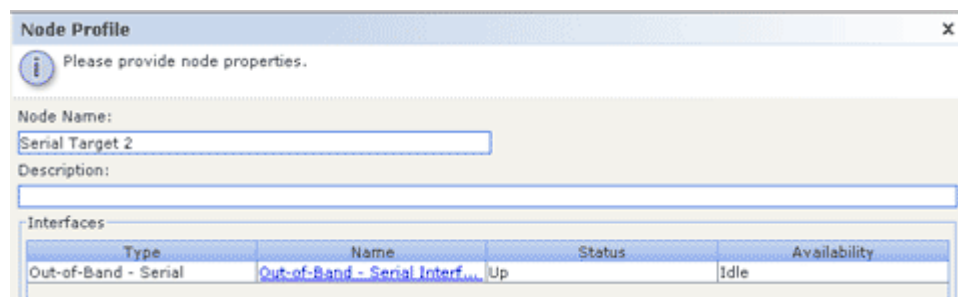 Node Profile x
Please provide node properties.
Node Name:
Serial Target 2
Description:
Interfaces
Type Name Status Availability
Out-of-Band - Serial Out-of-Band - Serial Interf... Up Idle